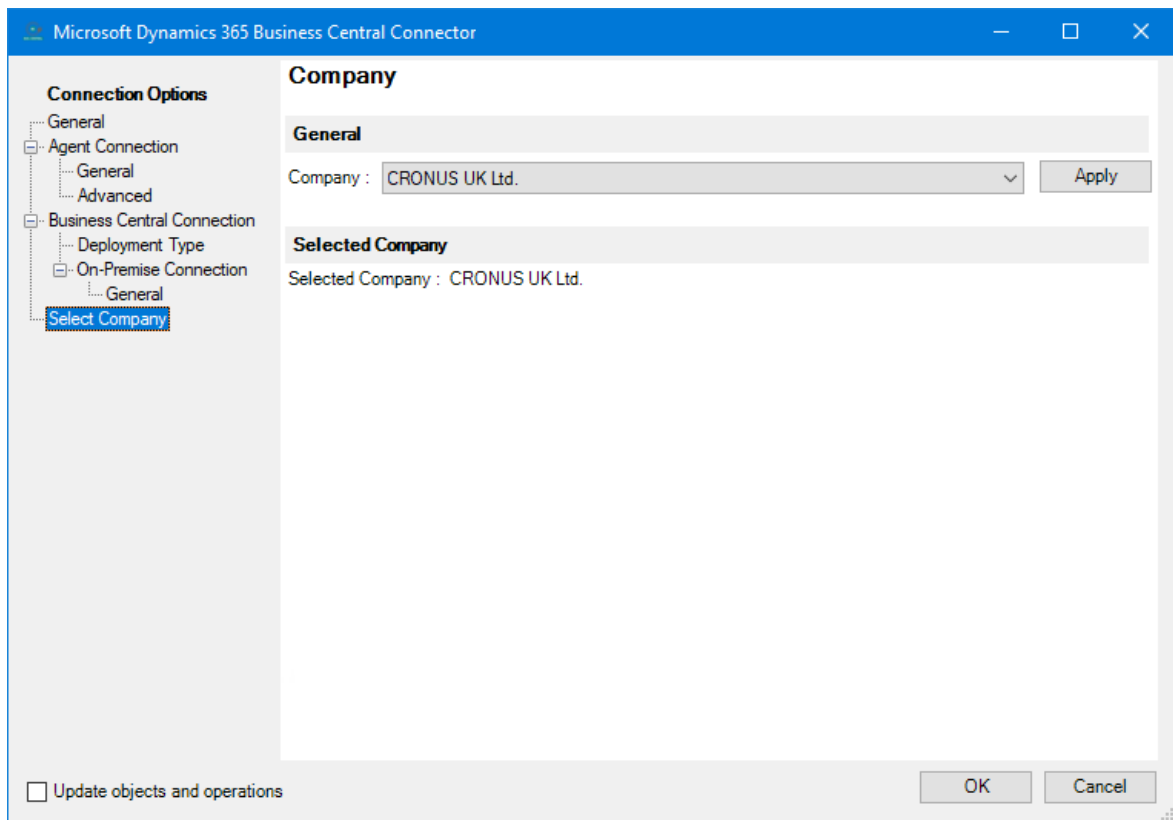 Microsoft Dynamics 365 Business Central Connector
Connection Options
General
Agent Connection
General
Advanced
Business Central Connection
Deployment Type
On-Premise Connection
General
Select Company
Company
General
Company : CRONUS UK Ltd. Apply
Selected Company
Selected Company : CRONUS UK Ltd.
Update objects and operations
OK Cancel